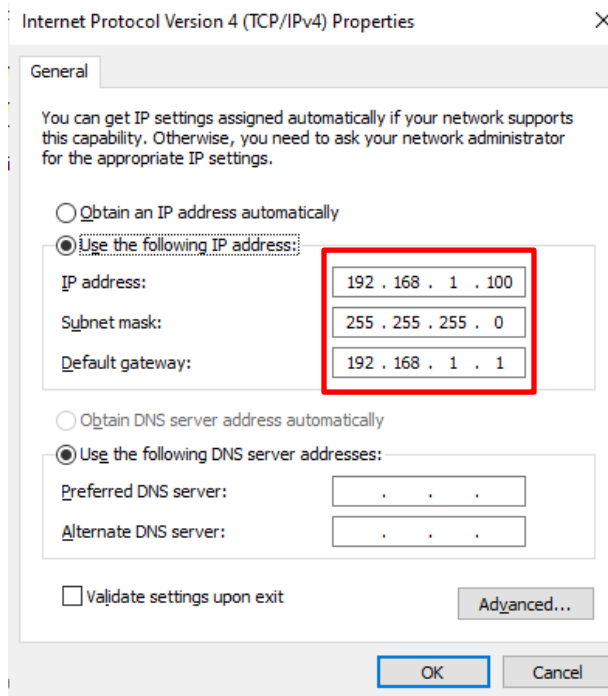 Internet Protocol Version 4 (TCP/IPv4) Properties
General
You can get IP settings assigned automatically if your network supports
this capability. Otherwise, you need to ask your network administrator
for the appropriate IP settings.
Obtain an IP address automatically
Use the following IP address:
IP address: 192 . 168 . 1 . 100
Subnet mask: 255 . 255 . 255 . 0
Default gateway: 192 . 168 . 1 . 1
Obtain DNS server address automatically
Use the following DNS server addresses:
Preferred DNS server: . . .
Alternate DNS server: . . .
Validate settings upon exit
Advanced...
OK Cancel